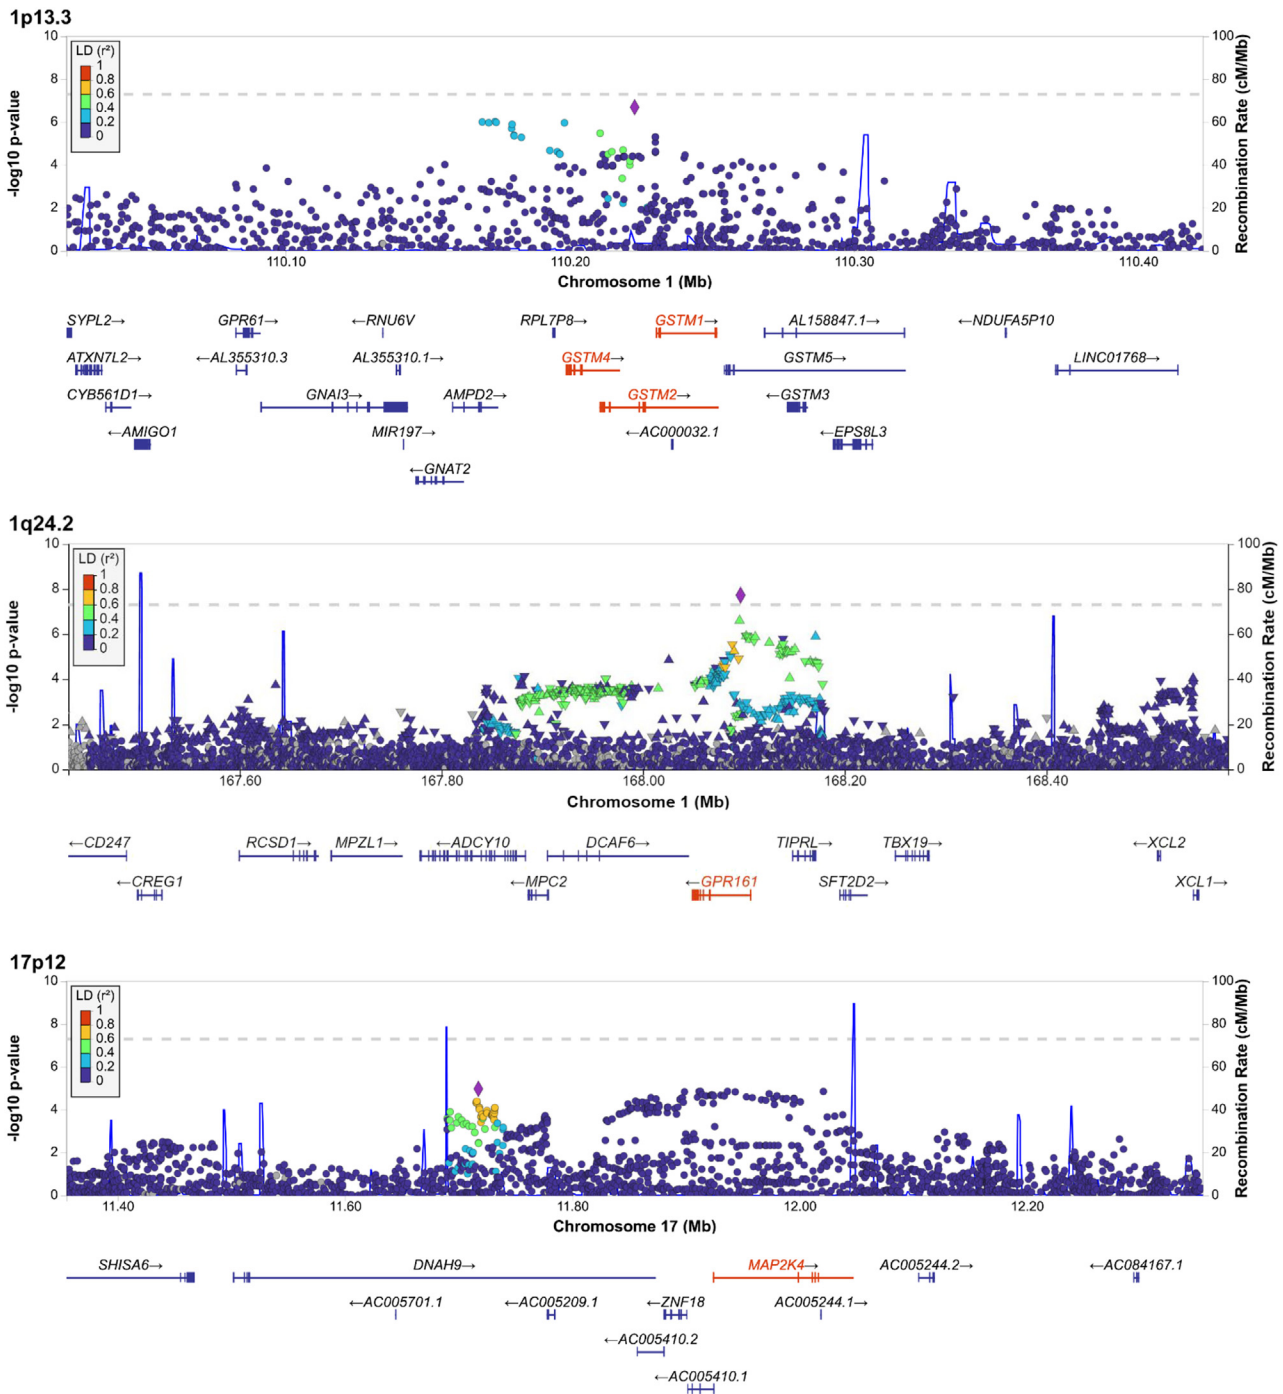 1p13.3
10
8
6
4
2
0
-log10 p-value
LD (r²)
1
0.8
0.6
0.4
0.2
0
100
80
60
40
20
0
Recombination Rate (cM/Mb)
110.10 110.20 110.30 110.40
Chromosome 1 (Mb)
SYPL2→ GPR61→ ←RNU6V RPL7P8→ GSTM1→ AL158847.1→ ←NDUFA5P10
ATXN7L2→ ←AL355310.3 AL355310.1→ GSTM4→ GSTM5→ LINC01768→
CYB561D1→ GNAI3→ AMPD2→ GSTM2→ ←GSTM3
←AMIGO1 MIR197→ ←AC000032.1 ←EPS8L3
←GNAT2
1q24.2
10
8
6
4
2
0
-log10 p-value
LD (r²)
1
0.8
0.6
0.4
0.2
0
100
80
60
40
20
0
Recombination Rate (cM/Mb)
167.60 167.80 168.00 168.20 168.40
Chromosome 1 (Mb)
←CD247 RCSD1→ MPZL1→ ←ADCY10 DCAF6→ TIPRL→ TBX19→ ←XCL2
←CREG1 ←MPC2 ←GPR161 SFT2D2→ XCL1→
17p12
10
8
6
4
2
0
-log10 p-value
LD (r²)
1
0.8
0.6
0.4
0.2
0
100
80
60
40
20
0
Recombination Rate (cM/Mb)
11.40 11.60 11.80 12.00 12.20
Chromosome 17 (Mb)
SHISA6→ DNAH9→ MAP2K4→ AC005244.2→ ←AC084167.1
←AC005701.1 ←AC005209.1 ←ZNF18 AC005244.1→
←AC005410.2
←AC005410.1